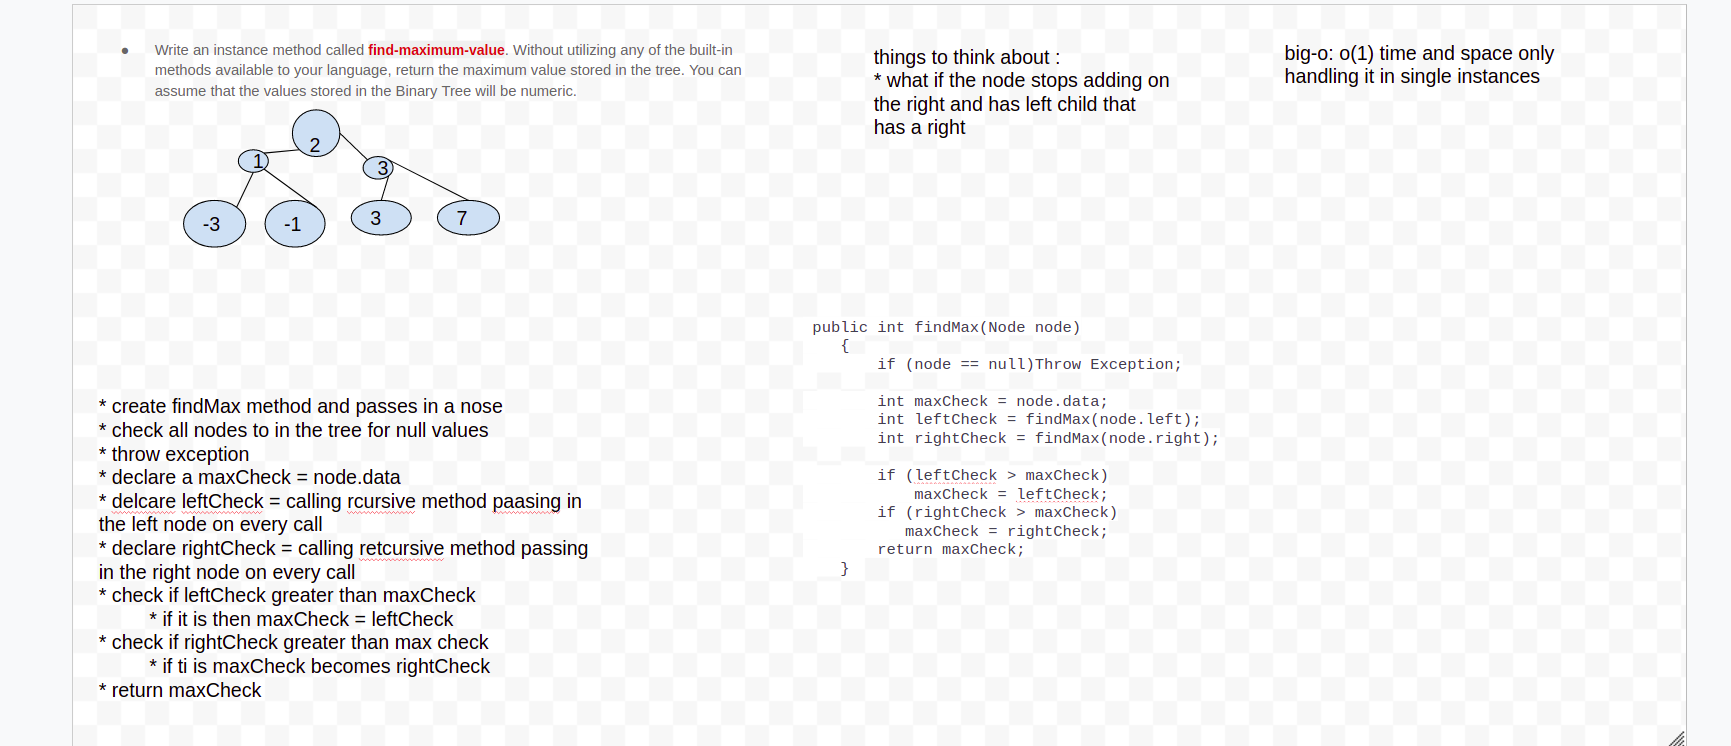 ● Write an instance method called find-maximum-value. Without utilizing any of the built-in
methods available to your language, return the maximum value stored in the tree. You can
assume that the values stored in the Binary Tree will be numeric.
2
1
3
-3
-1
3
7
things to think about :
* what if the node stops adding on
the right and has left child that
has a right
big-o: o(1) time and space only
handling it in single instances
* create findMax method and passes in a nose
* check all nodes to in the tree for null values
* throw exception
* declare a maxCheck = node.data
* delcare leftCheck = calling rcursive method paasing in
the left node on every call
* declare rightCheck = calling retcursive method passing
in the right node on every call
* check if leftCheck greater than maxCheck
* if it is then maxCheck = leftCheck
* check if rightCheck greater than max check
* if ti is maxCheck becomes rightCheck
* return maxCheck
public int findMax(Node node)
{
if (node == null)Throw Exception;
int maxCheck = node.data;
int leftCheck = findMax(node.left);
int rightCheck = findMax(node.right);
if (leftCheck > maxCheck)
maxCheck = leftCheck;
if (rightCheck > maxCheck)
maxCheck = rightCheck;
return maxCheck;
}